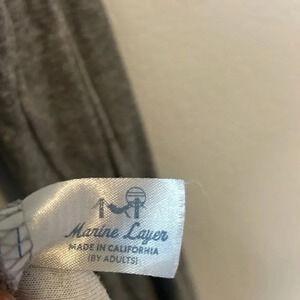 Marine Layer
MADE IN CALIFORNIA
(BY ADULTS)